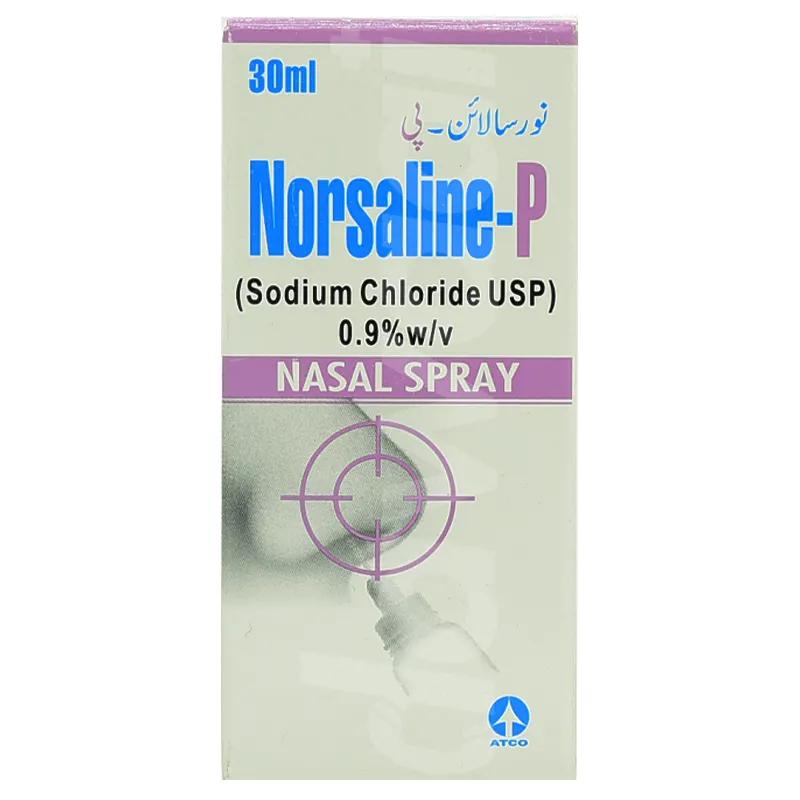 30ml
نورسالائن - پی
Norsaline-P
(Sodium Chloride USP)
0.9%w/v
NASAL SPRAY
ATCO